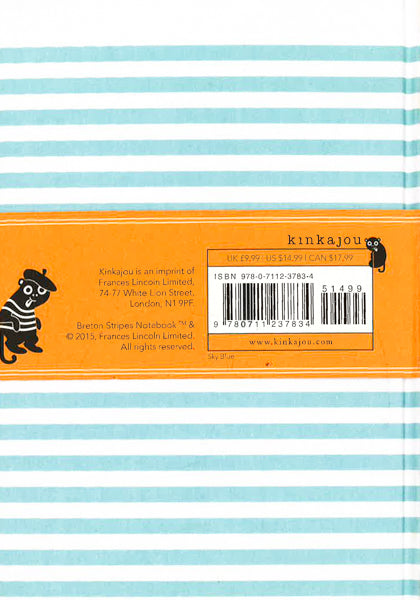 kinkajou
UK £9.99 · US $14.99 | CAN $17.99
ISBN 978-0-7112-3783-4
51499
9 780711 237834
www.kinkajou.com
Sky Blue
Kinkajou is an imprint of
Frances Lincoln Limited,
74-77 White Lion Street,
London, N1 9PF.
Breton Stripes Notebook™ &
© 2015, Frances Lincoln Limited.
All rights reserved.